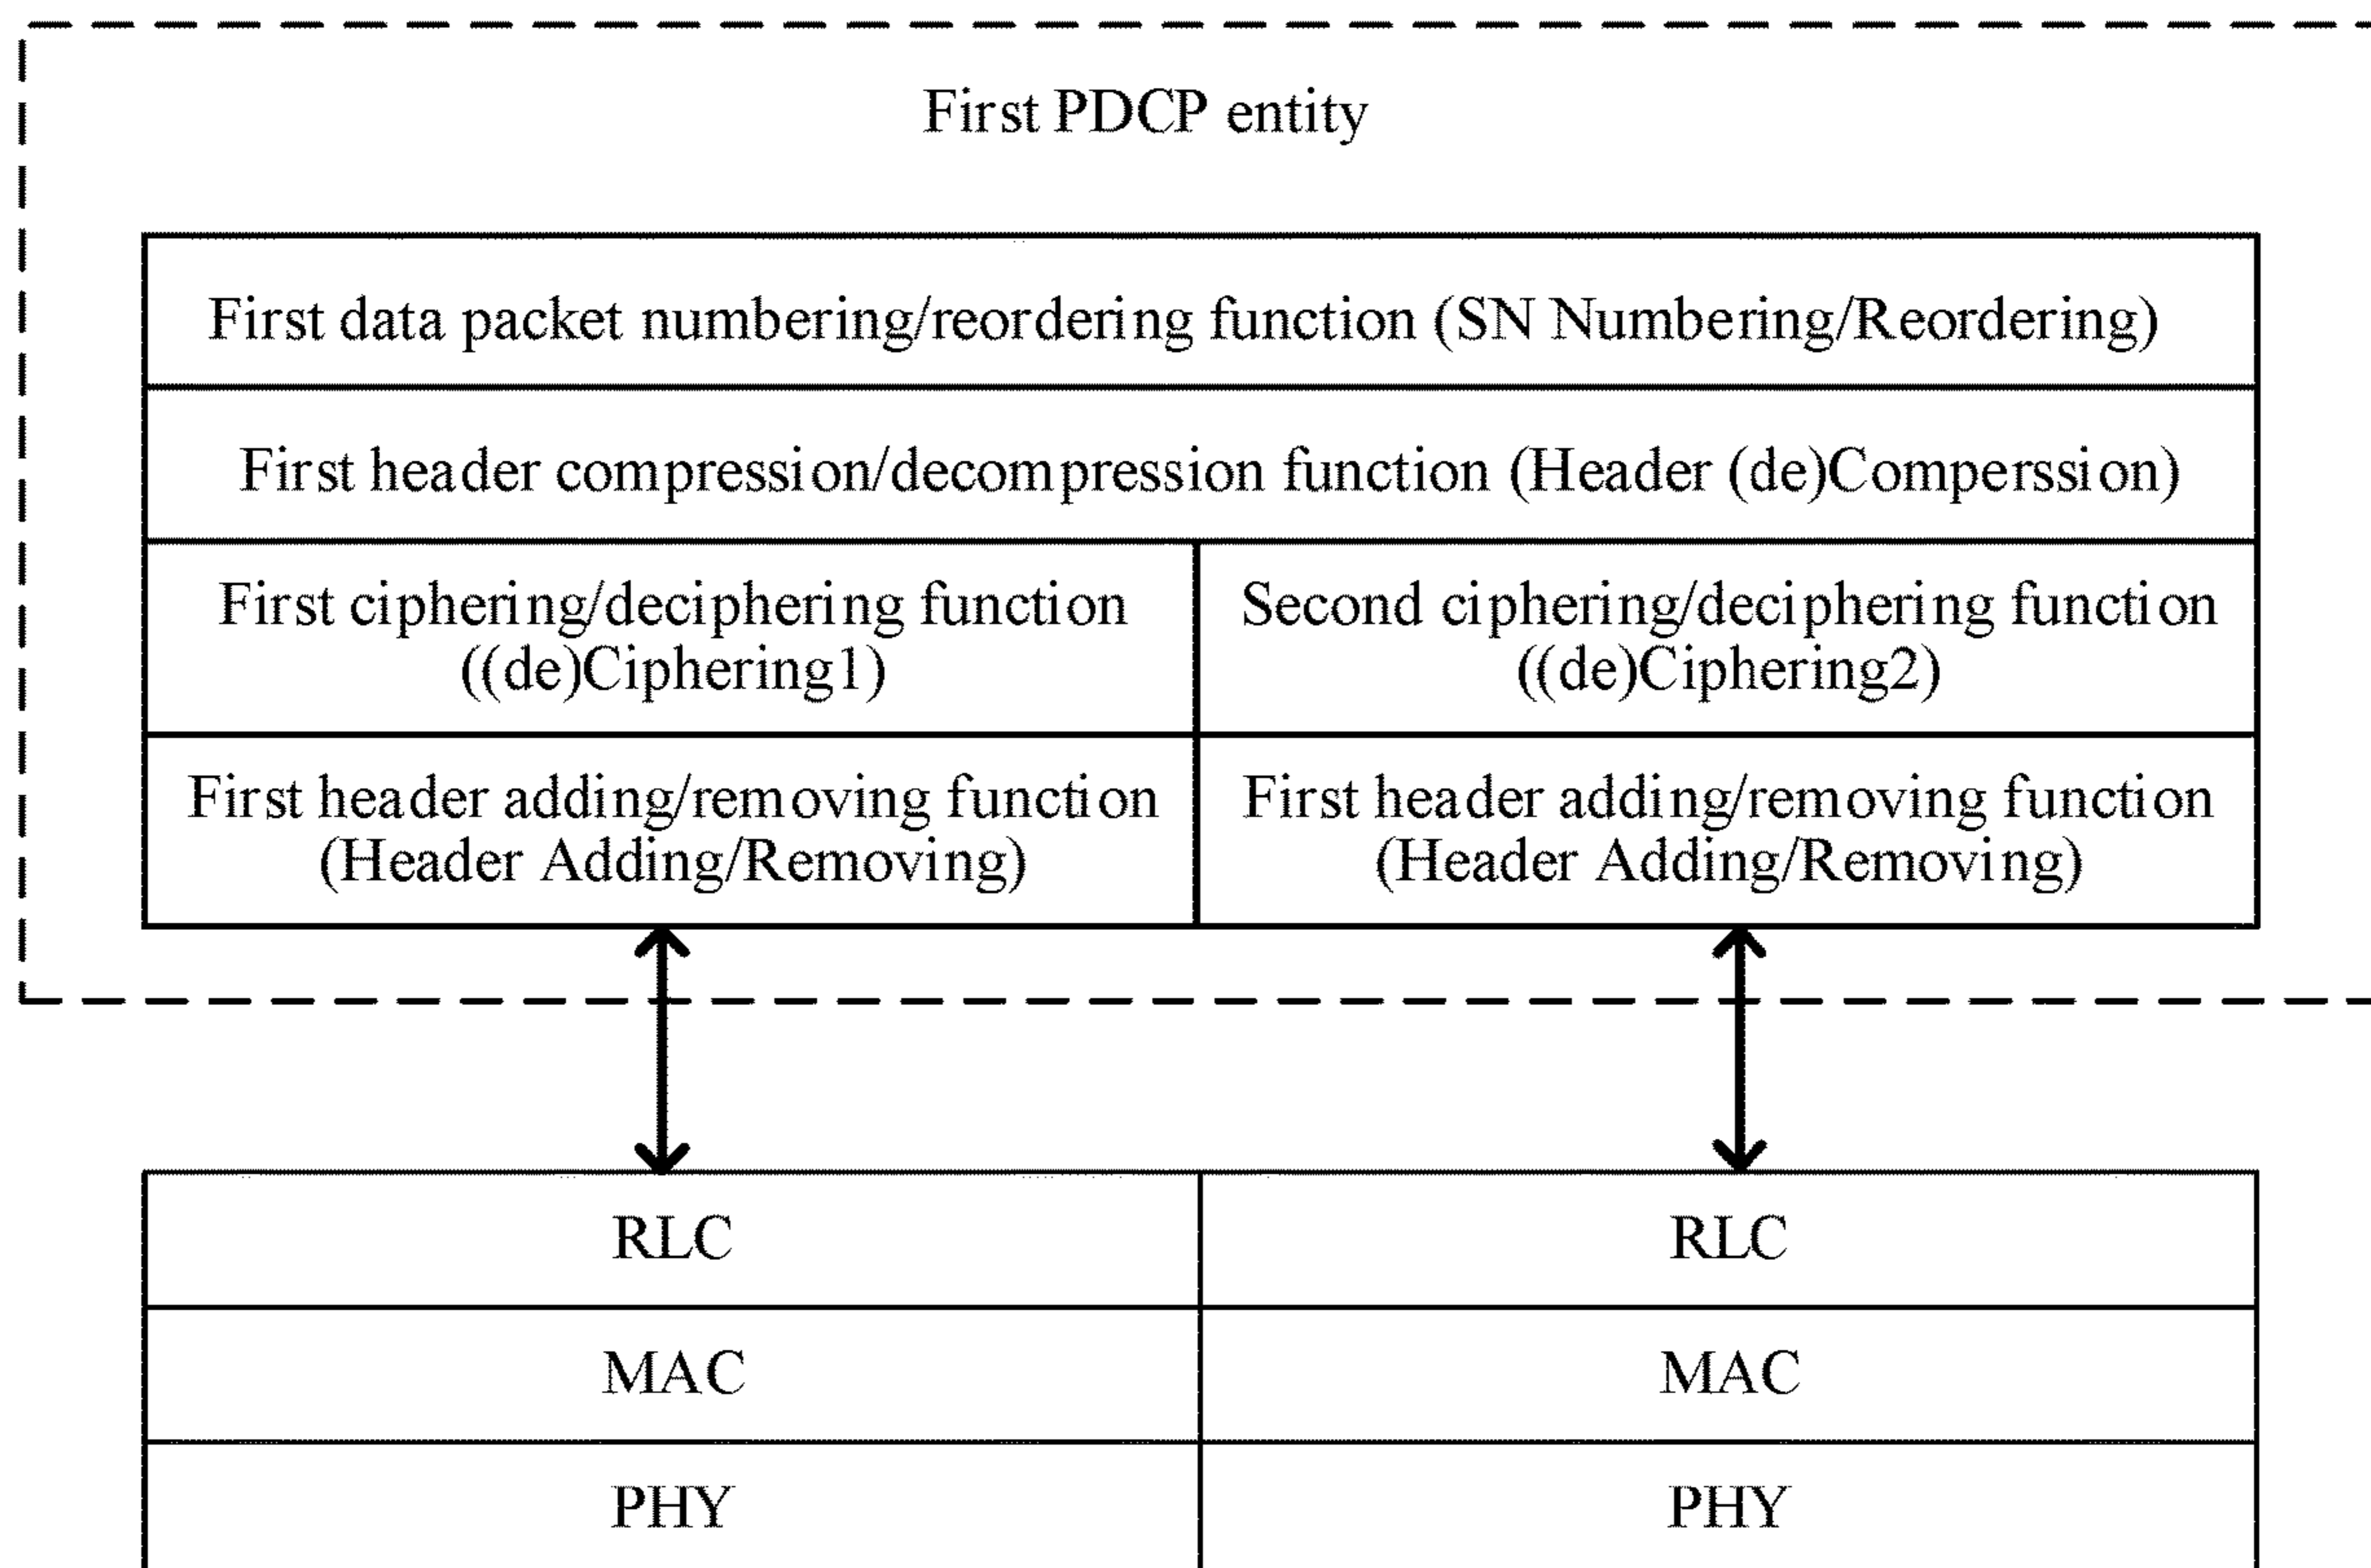 First PDCP entity
First data packet numbering/reordering function (SN Numbering/Reordering)
First header compression/decompression function (Header (de)Comperssion)
First ciphering/deciphering function
((de)Ciphering1)
Second ciphering/deciphering function
((de)Ciphering2)
First header adding/removing function
(Header Adding/Removing)
First header adding/removing function
(Header Adding/Removing)
RLC
RLC
MAC
MAC
PHY
PHY